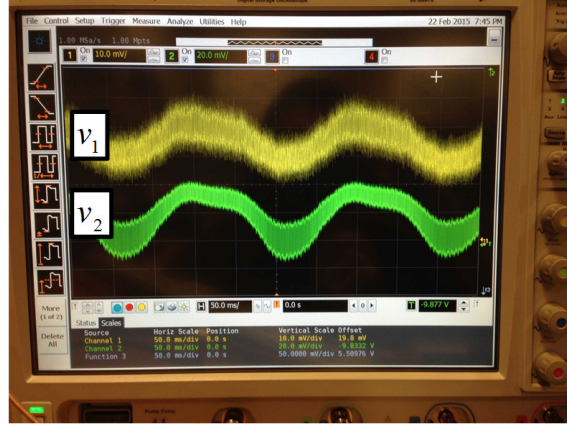 Digital Storage Oscilloscope
File Control Setup Trigger Measure Analyze Utilities Help 22 Feb 2015 7:45 PM
1.00 MSa/s 1.00 Mpts
1 On 10.0 mV/ 2 On 20.0 mV/ 3 On 4 On
v1
v2
More
(1 of 2)
Delete
All
H 50.0 ms/ 0.0 s 0 T -9.877 V
Status Scales
Source Horiz Scale Position Vertical Scale Offset
Channel 1 50.0 ms/div 0.0 s 10.0 mV/div 19.8 mV
Channel 2 50.0 ms/div 0.0 s 20.0 mV/div -9.8332 V
Function 3 50.0 ms/div 0.0 s 50.0000 mV/div 5.50976 V